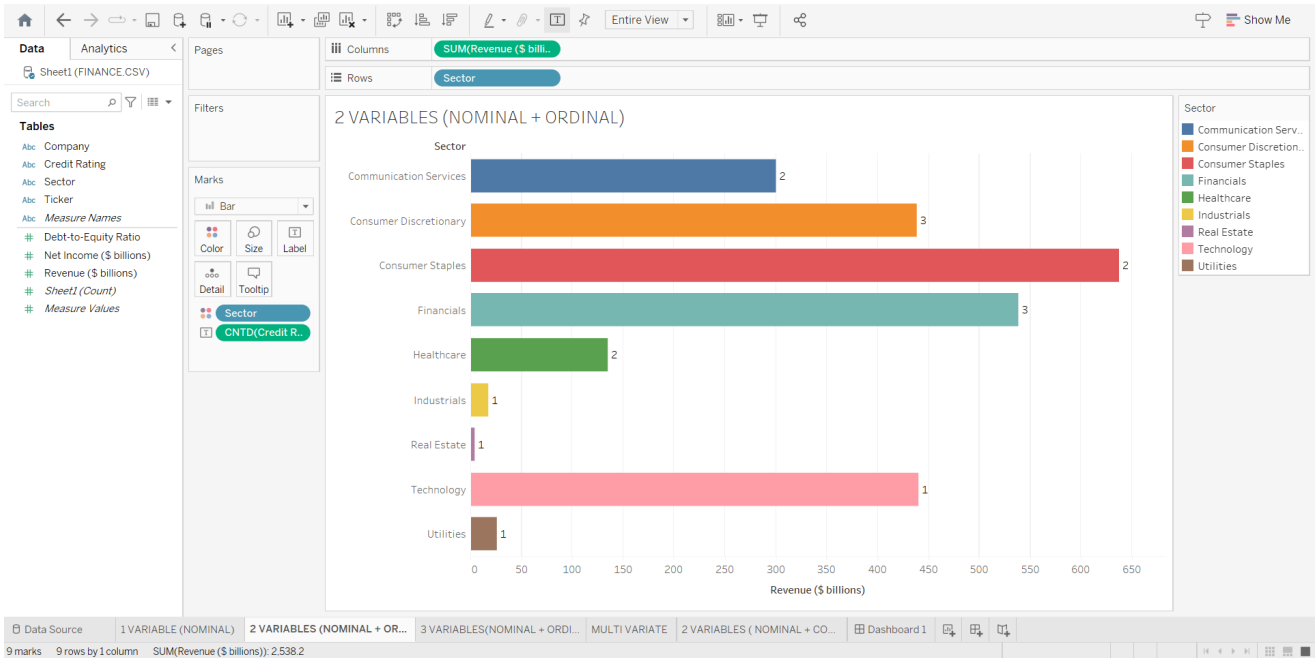 Entire View
Show Me
Data
Analytics
Sheet1 (FINANCE.CSV)
Search
Tables
Abc Company
Abc Credit Rating
Abc Sector
Abc Ticker
Abc Measure Names
# Debt-to-Equity Ratio
# Net Income ($ billions)
# Revenue ($ billions)
# Sheet1 (Count)
# Measure Values
Pages
Filters
Marks
Bar
Color
Size
T
Label
Detail
Tooltip
Sector
T CNTD(Credit R..
Columns
SUM(Revenue ($ billi..
Rows
Sector
2 VARIABLES (NOMINAL + ORDINAL)
Sector
Communication Services 2
Consumer Discretionary 3
Consumer Staples 2
Financials 3
Healthcare 2
Industrials 1
Real Estate 1
Technology 1
Utilities 1
0 50 100 150 200 250 300 350 400 450 500 550 600 650
Revenue ($ billions)
Sector
Communication Serv..
Consumer Discretion..
Consumer Staples
Financials
Healthcare
Industrials
Real Estate
Technology
Utilities
Data Source
1 VARIABLE (NOMINAL)
2 VARIABLES (NOMINAL + OR...
3 VARIABLES(NOMINAL + ORDI...
MULTI VARIATE
2 VARIABLES ( NOMINAL + CO...
Dashboard 1
9 marks 9 rows by 1 column SUM(Revenue ($ billions)): 2,538.2